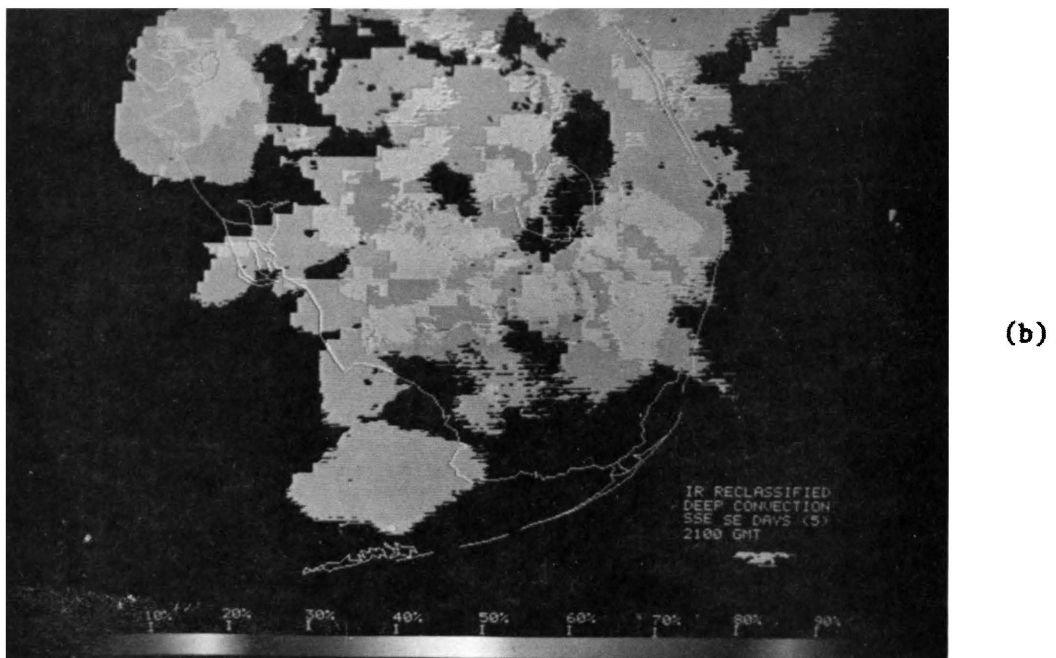 (b)
IR RECLASSIFIED
DEEP CONVECTION
SSE SE DAYS (5)
2100 GMT
10% 20% 30% 40% 50% 60% 70% 80% 90%